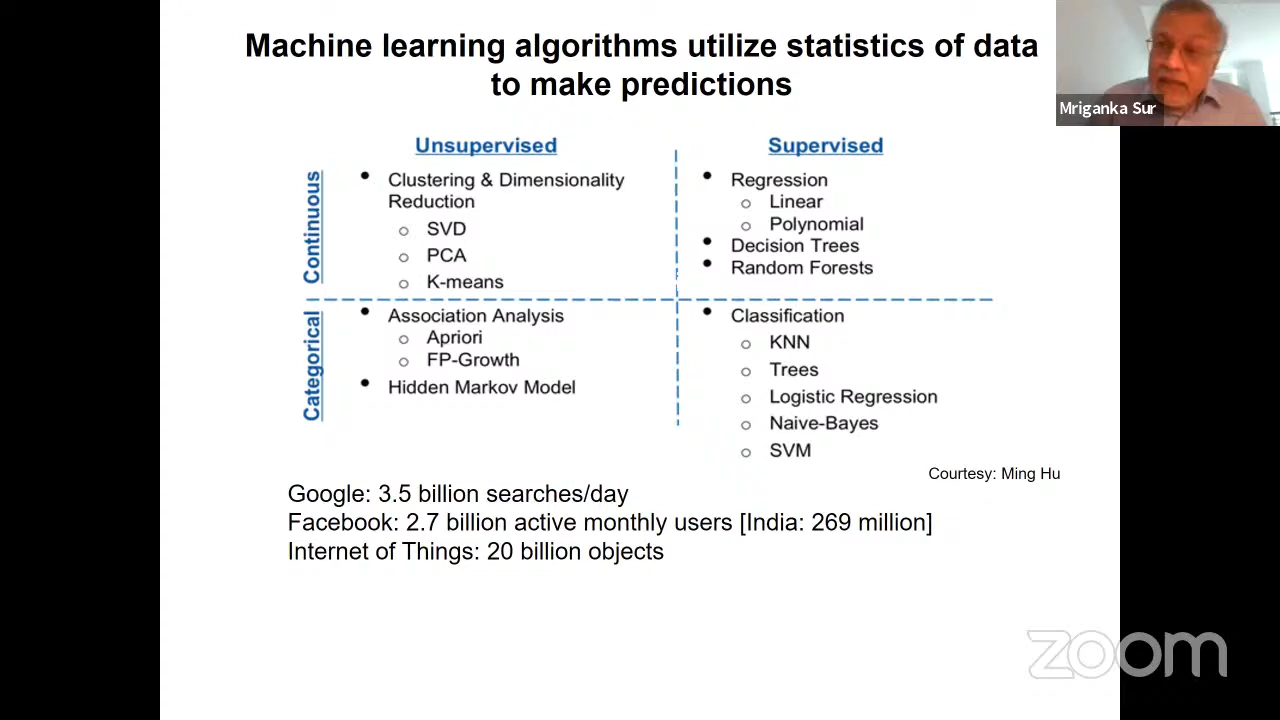 Machine learning algorithms utilize statistics of data
to make predictions
Mriganka Sur
Unsupervised
Supervised
Continuous
• Clustering & Dimensionality
Reduction
o SVD
o PCA
o K-means
• Regression
o Linear
o Polynomial
• Decision Trees
• Random Forests
Categorical
• Association Analysis
o Apriori
o FP-Growth
• Hidden Markov Model
• Classification
o KNN
o Trees
o Logistic Regression
o Naive-Bayes
o SVM
Courtesy: Ming Hu
Google: 3.5 billion searches/day
Facebook: 2.7 billion active monthly users [India: 269 million]
Internet of Things: 20 billion objects
zoom